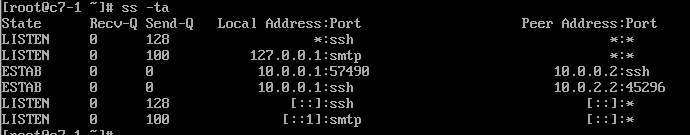 [root@c7-1 ~]# ss -ta
State Recv-Q Send-Q Local Address:Port Peer Address:Port
LISTEN 0 128 *:ssh *:*
LISTEN 0 100 127.0.0.1:smtp *:*
ESTAB 0 0 10.0.0.1:57490 10.0.0.2:ssh
ESTAB 0 0 10.0.0.1:ssh 10.0.2.2:45296
LISTEN 0 128 [::]:ssh [::]:*
LISTEN 0 100 [::1]:smtp [::]:*
[root@c7-1 ~]#